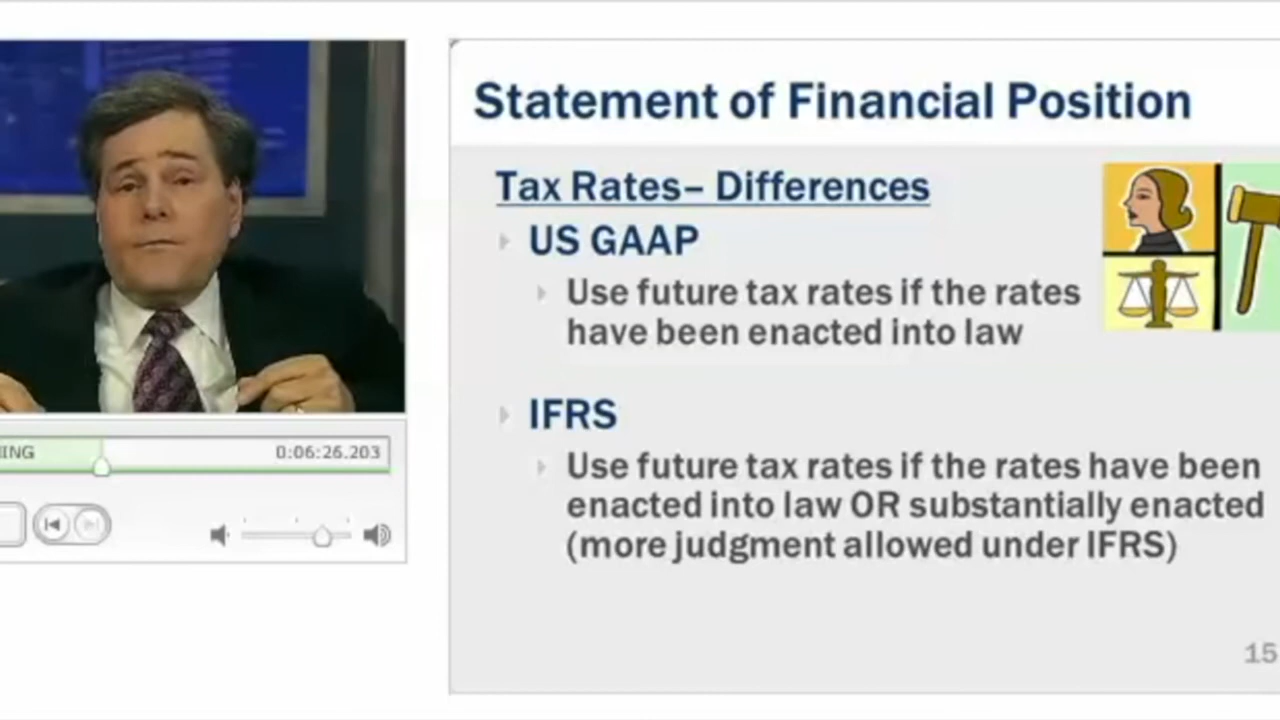 Statement of Financial Position
Tax Rates– Differences
US GAAP
Use future tax rates if the rates
have been enacted into law
IFRS
Use future tax rates if the rates have been
enacted into law OR substantially enacted
(more judgment allowed under IFRS)
ING
0:06:26.203
15